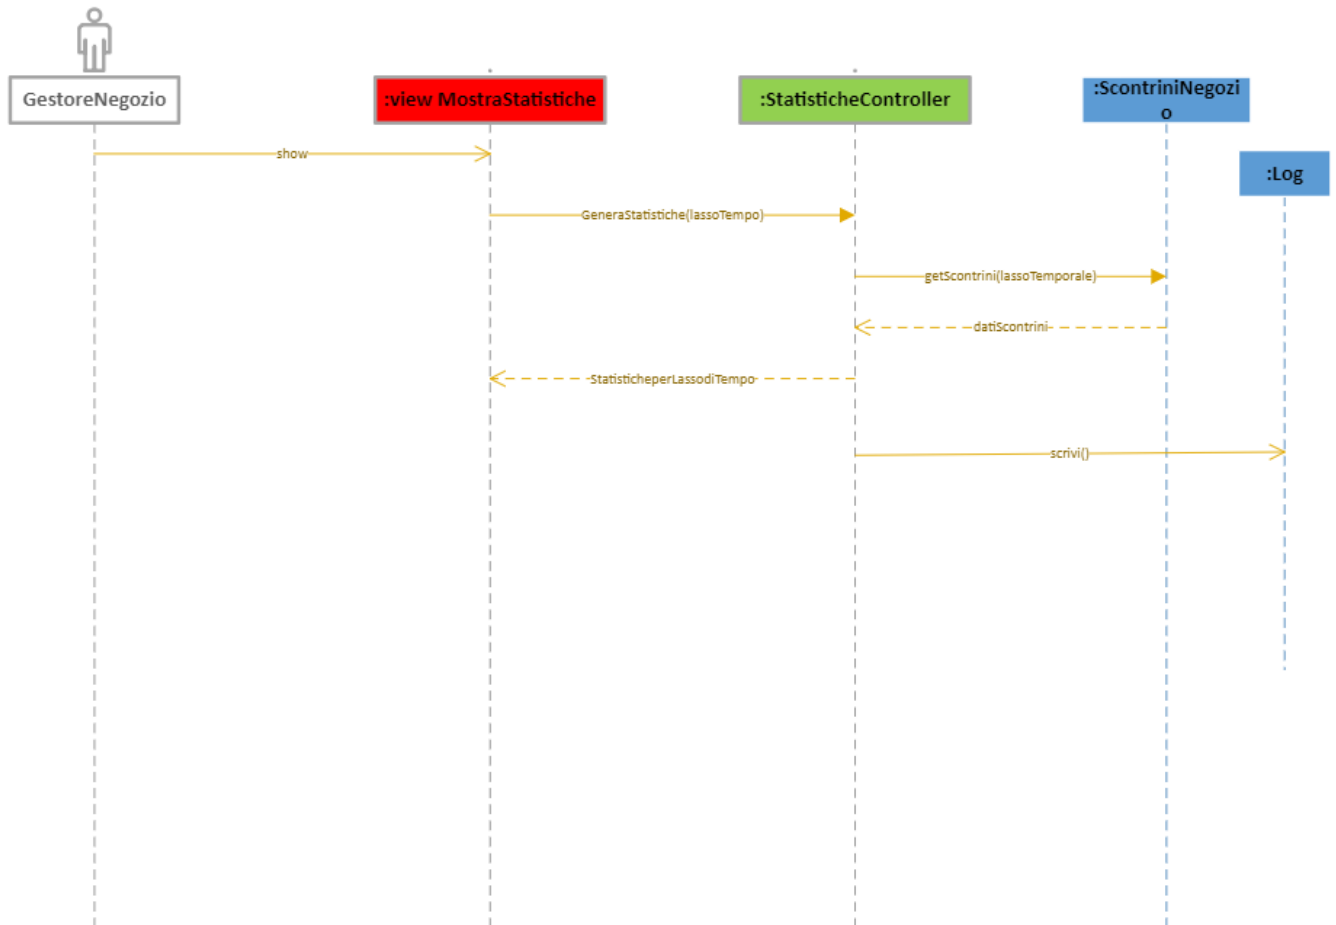 GestoreNegozio
:view MostraStatistiche
:StatisticheController
:ScontriniNegozi
o
:Log
show
GeneraStatistiche(lassoTempo)
getScontrini(lassoTemporale)
datiScontrini
StatisticheperLassodiTempo
scrivi()